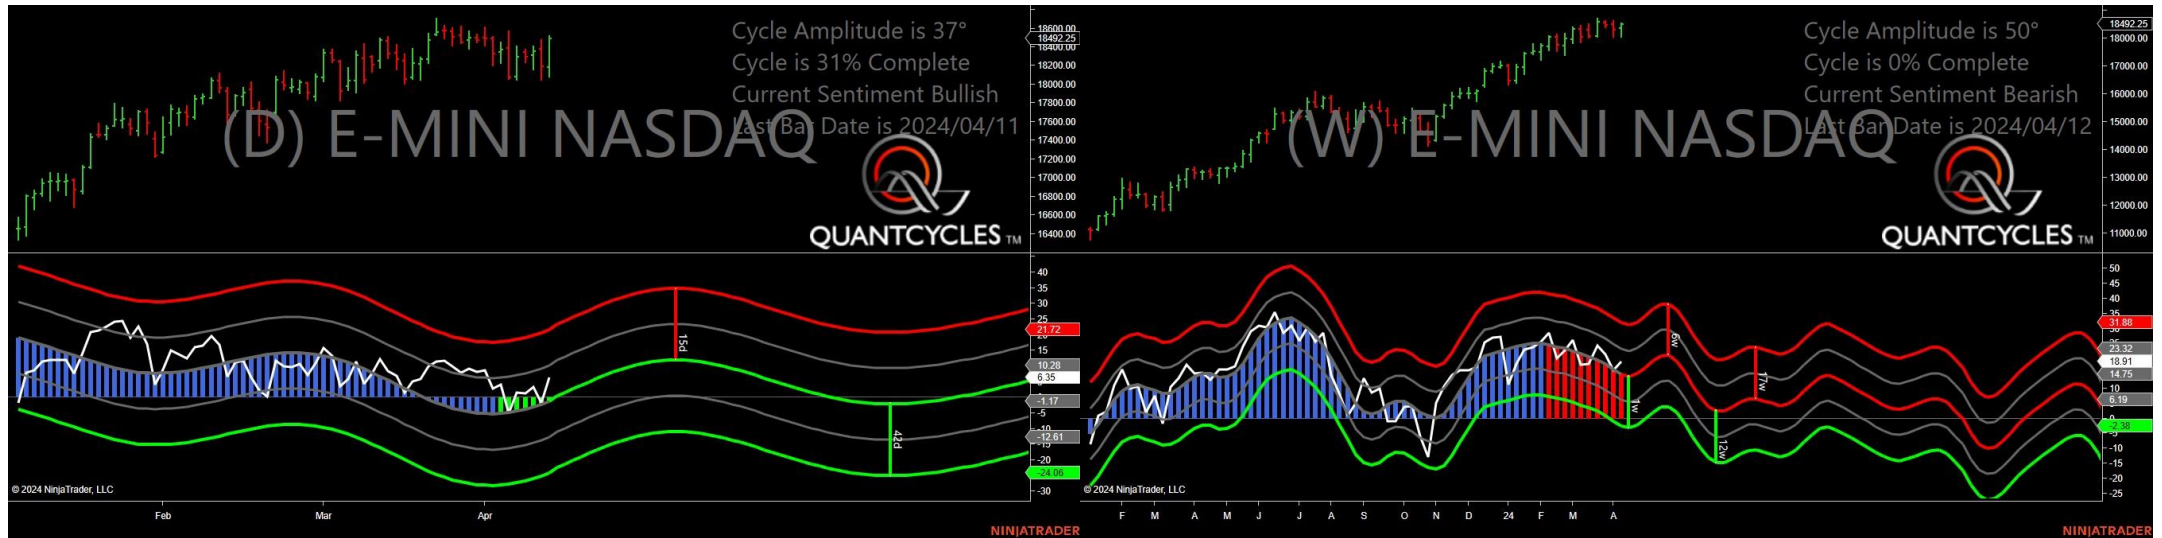 Cycle Amplitude is 37°
Cycle is 31% Complete
Current Sentiment Bullish
Last Bar Date is 2024/04/11
(D) E-MINI NASDAQ
QUANTCYCLES TM
18600.00
18492.25
18400.00
18200.00
18000.00
17800.00
17600.00
17400.00
17200.00
17000.00
16800.00
16600.00
16400.00
40
35
30
25
21.72
15
10.28
6.35
-1.17
-5
-10
-12.61
-15
-20
-24.06
-30
15d
42d
© 2024 NinjaTrader, LLC
Feb Mar Apr
NINJATRADER
Cycle Amplitude is 50°
Cycle is 0% Complete
Current Sentiment Bearish
Last Bar Date is 2024/04/12
(W) E-MINI NASDAQ
QUANTCYCLES TM
18492.25
18000.00
17000.00
16000.00
15000.00
14000.00
13000.00
12000.00
11000.00
50
45
40
35
31.88
23.32
18.91
14.75
10
6.19
-2.38
-10
-15
-20
-25
6w
17w
1w
12w
© 2024 NinjaTrader, LLC
F M A M J J A S O N D 24 F M A
NINJATRADER